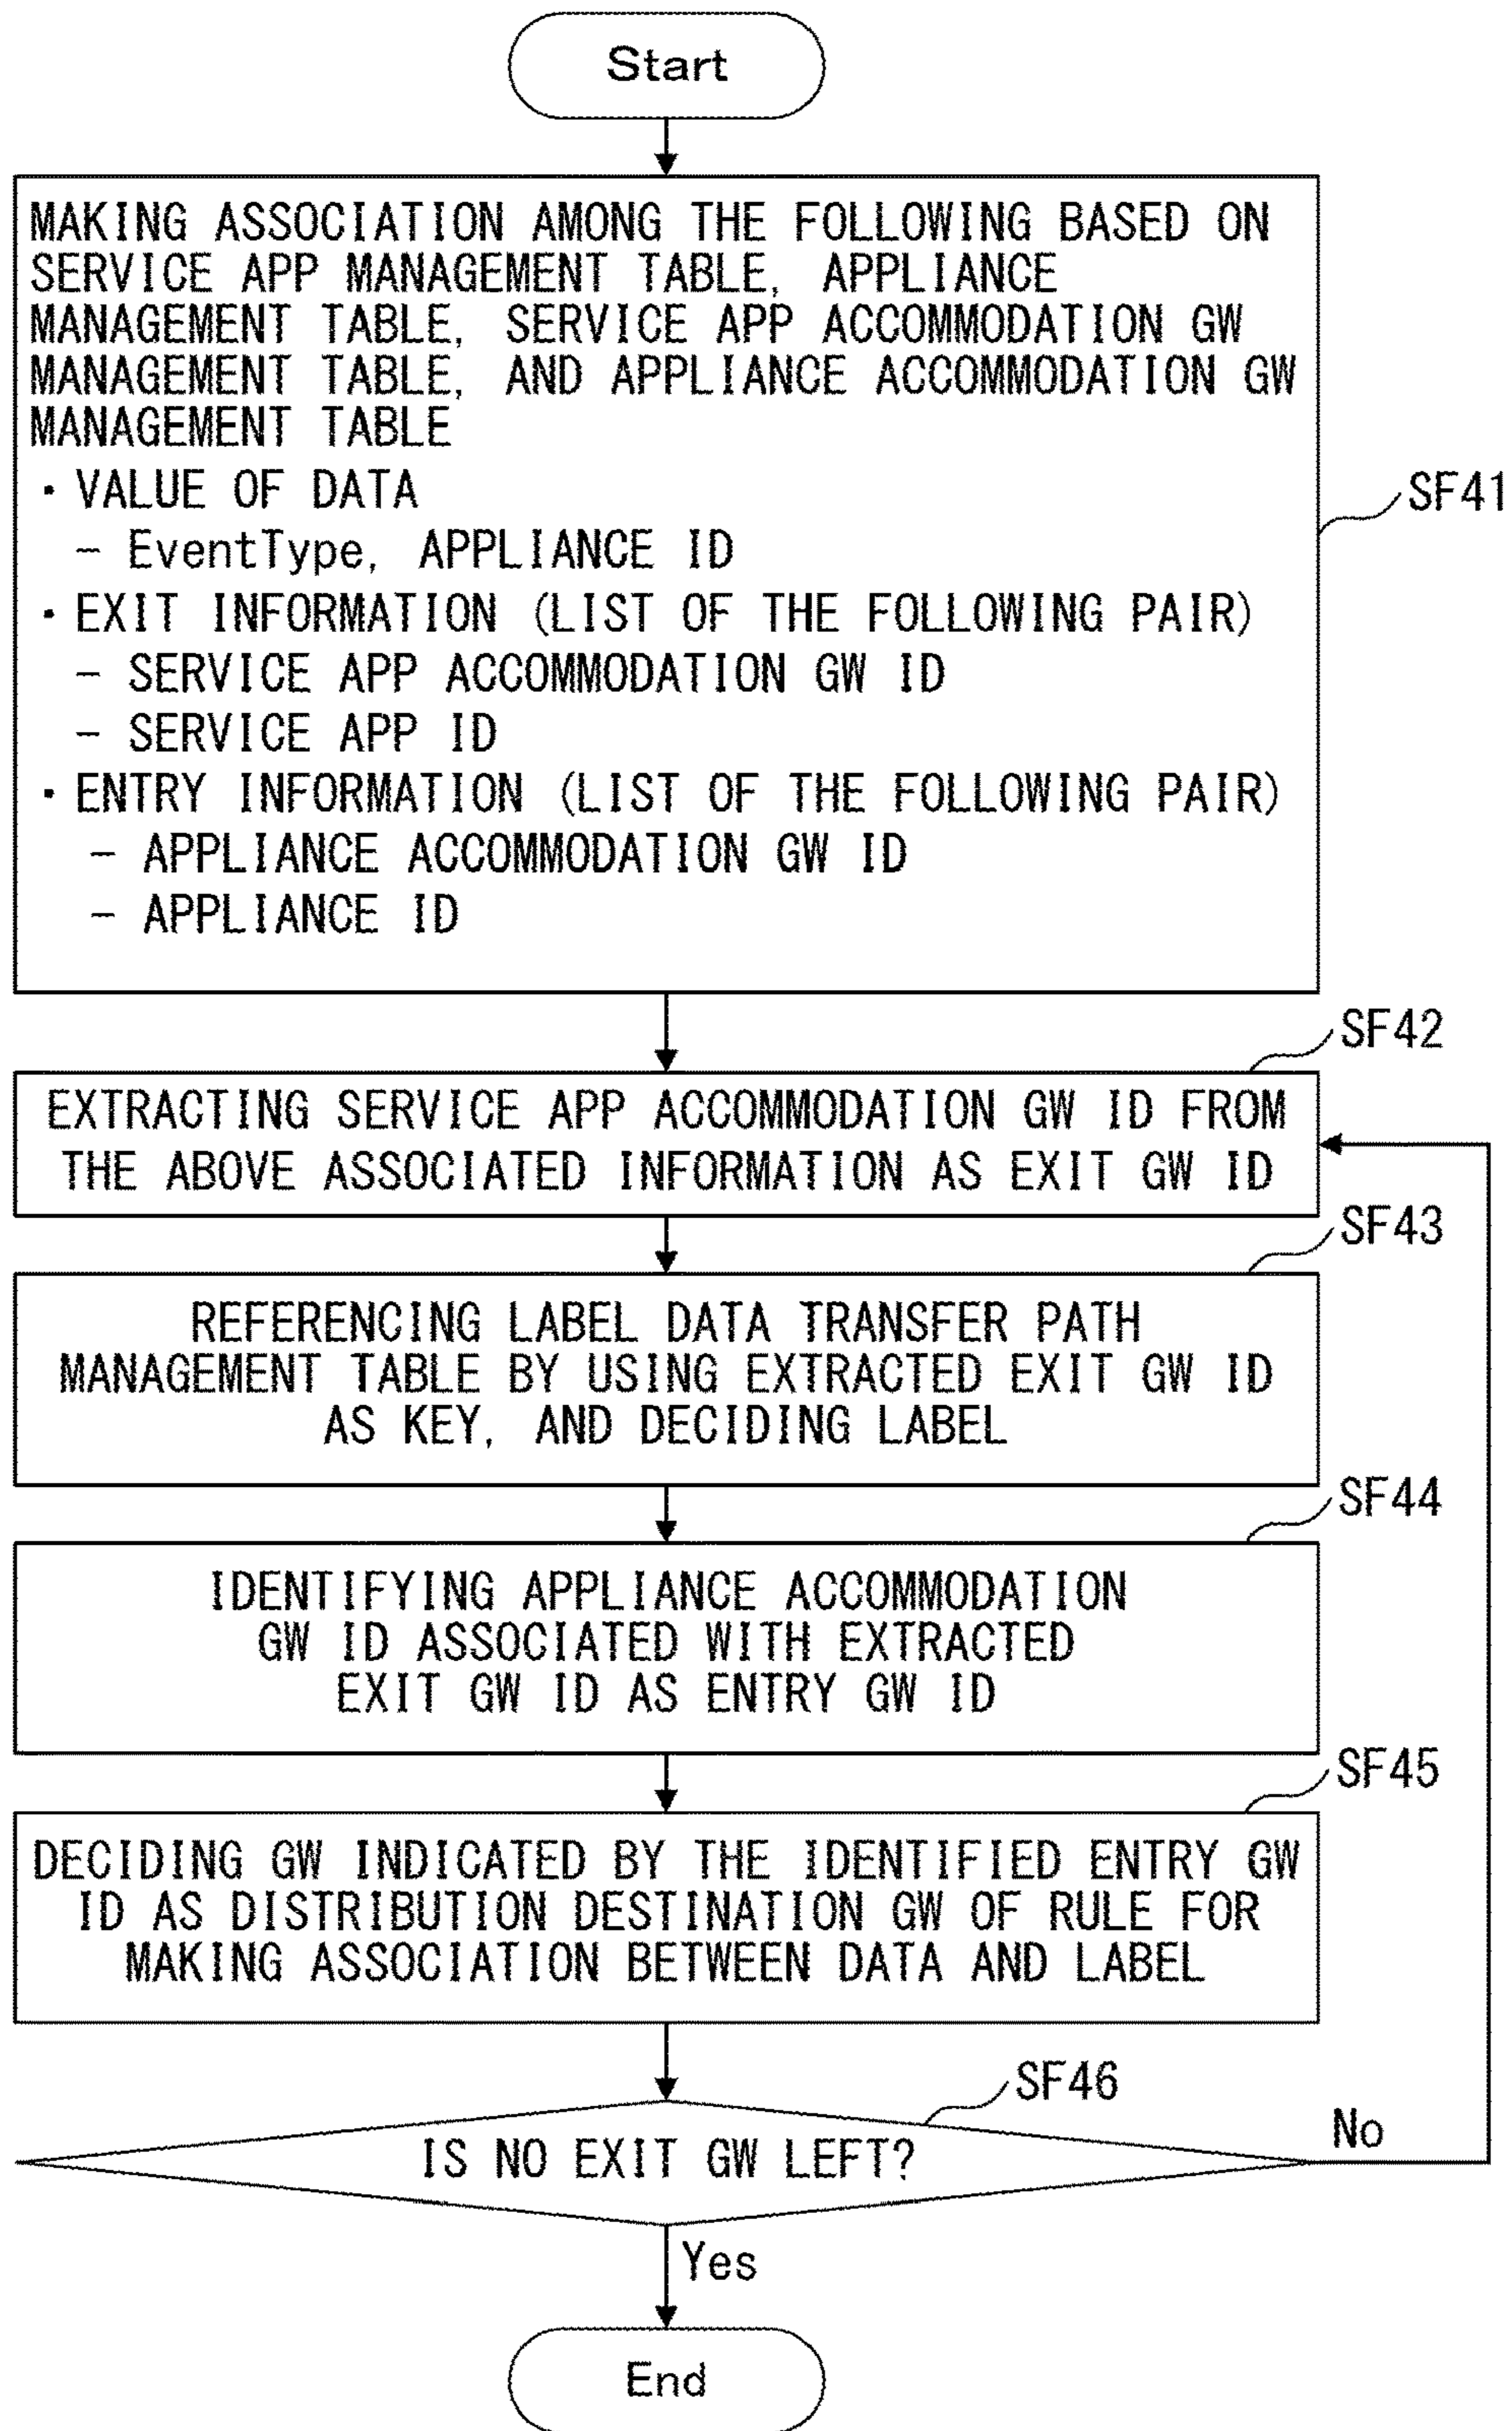 Start
MAKING ASSOCIATION AMONG THE FOLLOWING BASED ON
SERVICE APP MANAGEMENT TABLE, APPLIANCE
MANAGEMENT TABLE, SERVICE APP ACCOMMODATION GW
MANAGEMENT TABLE, AND APPLIANCE ACCOMMODATION GW
MANAGEMENT TABLE
・VALUE OF DATA
– EventType, APPLIANCE ID
・EXIT INFORMATION (LIST OF THE FOLLOWING PAIR)
– SERVICE APP ACCOMMODATION GW ID
– SERVICE APP ID
・ENTRY INFORMATION (LIST OF THE FOLLOWING PAIR)
– APPLIANCE ACCOMMODATION GW ID
– APPLIANCE ID
SF41
SF42
EXTRACTING SERVICE APP ACCOMMODATION GW ID FROM
THE ABOVE ASSOCIATED INFORMATION AS EXIT GW ID
SF43
REFERENCING LABEL DATA TRANSFER PATH
MANAGEMENT TABLE BY USING EXTRACTED EXIT GW ID
AS KEY, AND DECIDING LABEL
SF44
IDENTIFYING APPLIANCE ACCOMMODATION
GW ID ASSOCIATED WITH EXTRACTED
EXIT GW ID AS ENTRY GW ID
SF45
DECIDING GW INDICATED BY THE IDENTIFIED ENTRY GW
ID AS DISTRIBUTION DESTINATION GW OF RULE FOR
MAKING ASSOCIATION BETWEEN DATA AND LABEL
SF46
IS NO EXIT GW LEFT?
No
Yes
End